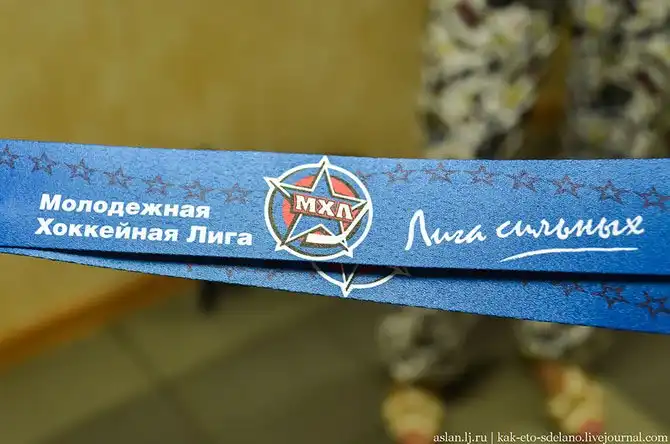 Молодежная
Хоккейная Лига
МХЛ
Лига сильных
aslan.lj.ru | kak-eto-sdelano.livejournal.com